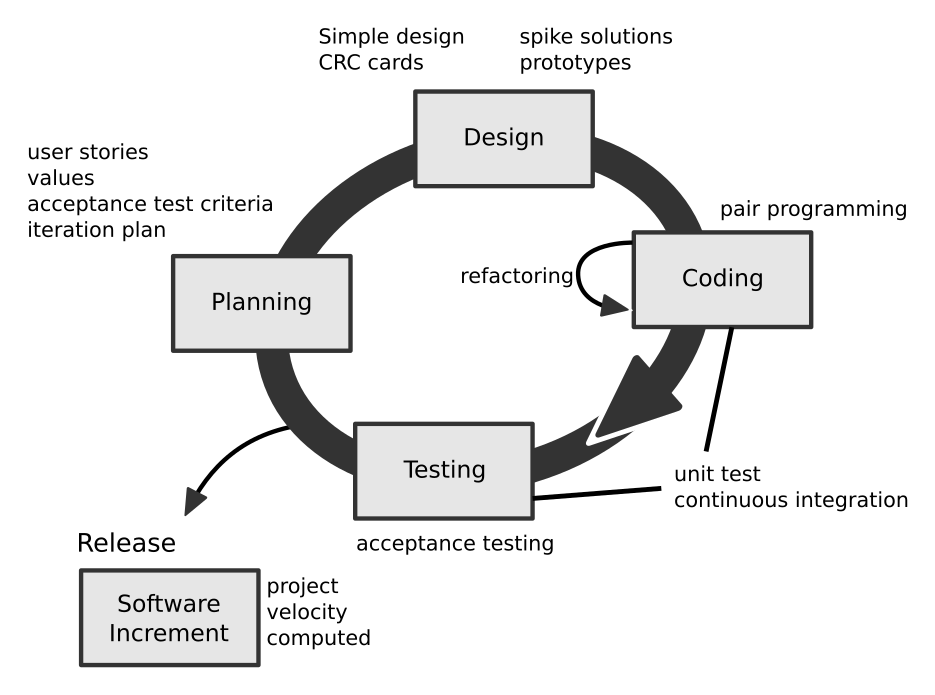 Simple design
CRC cards
spike solutions
prototypes
Design
user stories
values
acceptance test criteria
iteration plan
pair programming
refactoring
Coding
Planning
Testing
unit test
continuous integration
acceptance testing
Release
Software
Increment
project
velocity
computed